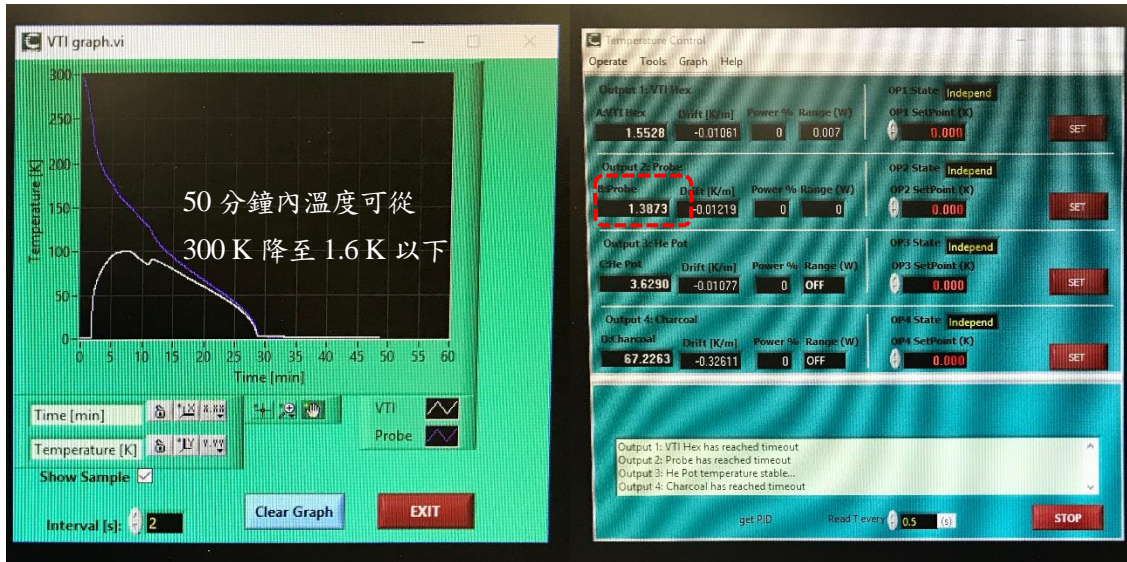 VTI graph.vi
300
250
200
150
100
50
0
Temperature [K]
50 分鐘內溫度可從
300 K 降至 1.6 K 以下
0 5 10 15 20 25 30 35 40 45 50 55 60
Time [min]
Time [min]
Temperature [K]
VTI
Probe
Show Sample
Interval [s]: 2
Clear Graph
EXIT
Temperature Control
Operate Tools Graph Help
Output 1: VTI Hex
OP1 State Independ
A:VTI Hex Drift [K/m] Power % Range (W) OP1 SetPoint (K)
1.5528 -0.01061 0 0.007 0.000 SET
Output 2: Probe
OP2 State Independ
B:Probe Drift [K/m] Power % Range (W) OP2 SetPoint (K)
1.3873 -0.01219 0 0 0.000 SET
Output 3: He Pot
OP3 State Independ
C:He Pot Drift [K/m] Power % Range (W) OP3 SetPoint (K)
3.6290 -0.01077 0 OFF 0.000 SET
Output 4: Charcoal
OP4 State Independ
D:Charcoal Drift [K/m] Power % Range (W) OP4 SetPoint (K)
67.2263 -0.32611 0 OFF 0.000 SET
Output 1: VTI Hex has reached timeout
Output 2: Probe has reached timeout
Output 3: He Pot temperature stable...
Output 4: Charcoal has reached timeout
get PID Read T every 0.5 (s)
STOP